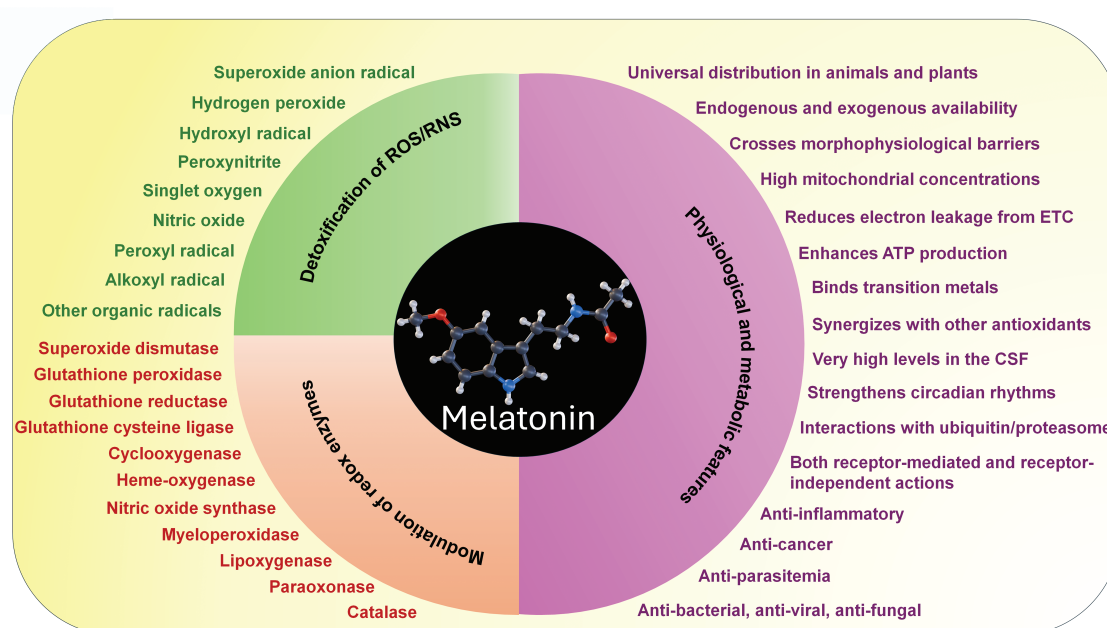 Superoxide anion radical
Hydrogen peroxide
Hydroxyl radical
Peroxynitrite
Singlet oxygen
Nitric oxide
Peroxyl radical
Alkoxyl radical
Other organic radicals
Superoxide dismutase
Glutathione peroxidase
Glutathione reductase
Glutathione cysteine ligase
Cyclooxygenase
Heme-oxygenase
Nitric oxide synthase
Myeloperoxidase
Lipoxygenase
Paraoxonase
Catalase
Detoxification of ROS/RNS
Modulation of redox enzymes
Melatonin
Physiological and metabolic features
Universal distribution in animals and plants
Endogenous and exogenous availability
Crosses morphophysiological barriers
High mitochondrial concentrations
Reduces electron leakage from ETC
Enhances ATP production
Binds transition metals
Synergizes with other antioxidants
Very high levels in the CSF
Strengthens circadian rhythms
Interactions with ubiquitin/proteasome
Both receptor-mediated and receptor-
independent actions
Anti-inflammatory
Anti-cancer
Anti-parasitemia
Anti-bacterial, anti-viral, anti-fungal